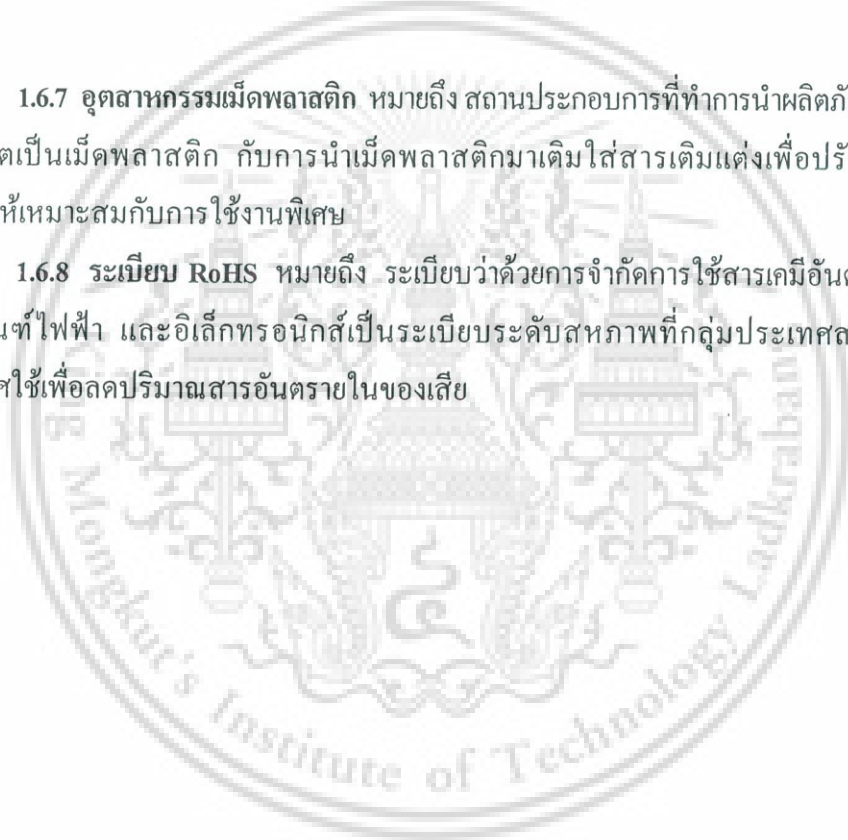 1.6.7 อุตสาหกรรมเม็ดพลาสติก หมายถึง สถานประกอบการที่ทำการนำผลิตภั
ตเป็นเม็ดพลาสติก กับการนำเม็ดพลาสติกมาเติมใส่สารเติมแต่งเพื่อปรั
ห้เหมาะสมกับการใช้งานพิเศษ
1.6.8 ระเบียบ RoHS หมายถึง ระเบียบว่าด้วยการจำกัดการใช้สารเคมีอันต
ณฑ์ไฟฟ้า และอิเล็กทรอนิกส์เป็นระเบียบระดับสหภาพที่กลุ่มประเทศส
ศใช้เพื่อลดปริมาณสารอันตรายในของเสีย
Mongkut's Institute of Technology Ladkrabang